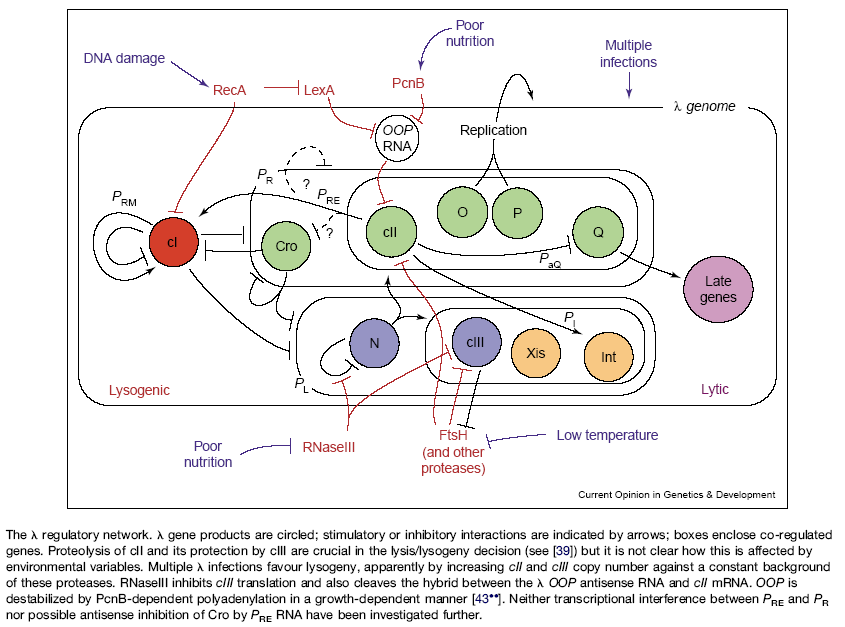 Poor
nutrition
DNA damage
Multiple
infections
RecA
LexA
PcnB
λ genome
OOP
RNA
Replication
PR
?
PRM
PRE
?
cI
Cro
cII
O
P
Q
PaQ
Late
genes
PI
N
cIII
Xis
Int
PL
Lysogenic
Lytic
Poor
nutrition
RNaseIII
FtsH
(and other
proteases)
Low temperature
Current Opinion in Genetics & Development
The λ regulatory network. λ gene products are circled; stimulatory or inhibitory interactions are indicated by arrows; boxes enclose co-regulated
genes. Proteolysis of cII and its protection by cIII are crucial in the lysis/lysogeny decision (see [39]) but it is not clear how this is affected by
environmental variables. Multiple λ infections favour lysogeny, apparently by increasing cII and cIII copy number against a constant background
of these proteases. RNaseIII inhibits cIII translation and also cleaves the hybrid between the λ OOP antisense RNA and cII mRNA. OOP is
destabilized by PcnB-dependent polyadenylation in a growth-dependent manner [43••]. Neither transcriptional interference between PRE and PR
nor possible antisense inhibition of Cro by PRE RNA have been investigated further.